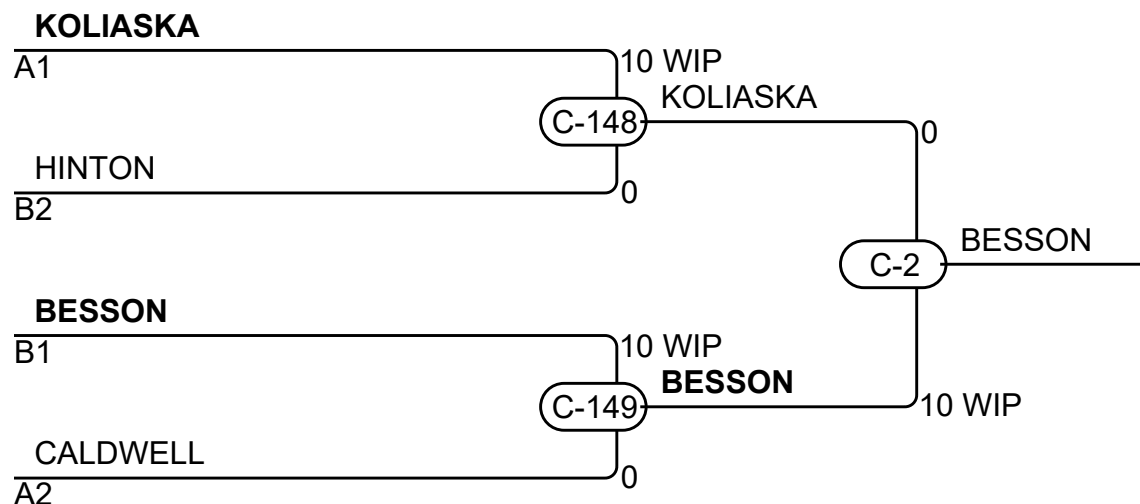 KOLIASKA
A1
10 WIP
KOLIASKA
C-148
0
HINTON
B2
0
BESSON
C-2
BESSON
B1
10 WIP
BESSON
C-149
10 WIP
CALDWELL
A2
0